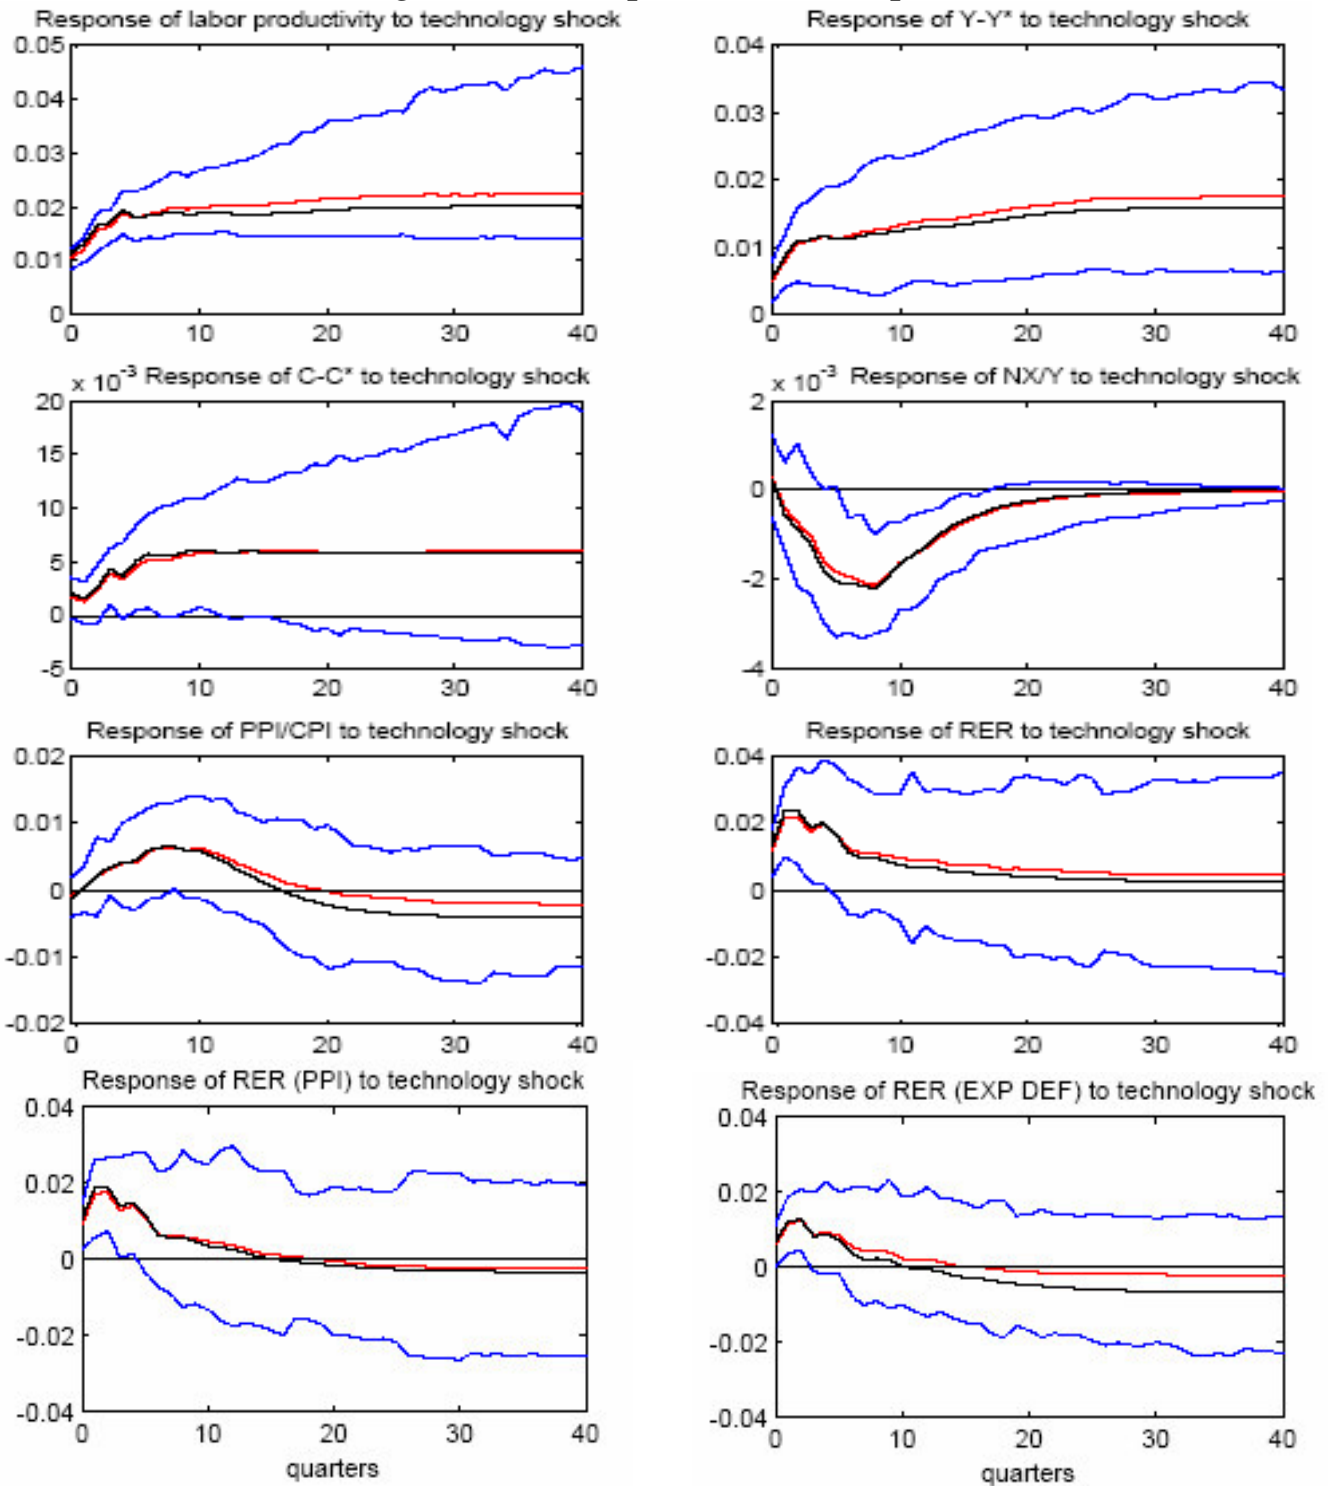 Response of labor productivity to technology shock
0.05
0.04
0.03
0.02
0.01
0
0 10 20 30 40
Response of Y-Y* to technology shock
0.04
0.03
0.02
0.01
0
0 10 20 30 40
x 10-3 Response of C-C* to technology shock
20
15
10
5
0
-5
0 10 20 30 40
x 10-3 Response of NX/Y to technology shock
2
0
-2
-4
0 10 20 30 40
Response of PPI/CPI to technology shock
0.02
0.01
0
-0.01
-0.02
0 10 20 30 40
Response of RER to technology shock
0.04
0.02
0
-0.02
-0.04
0 10 20 30 40
Response of RER (PPI) to technology shock
0.04
0.02
0
-0.02
-0.04
0 10 20 30 40
quarters
Response of RER (EXP DEF) to technology shock
0.04
0.02
0
-0.02
-0.04
0 10 20 30 40
quarters